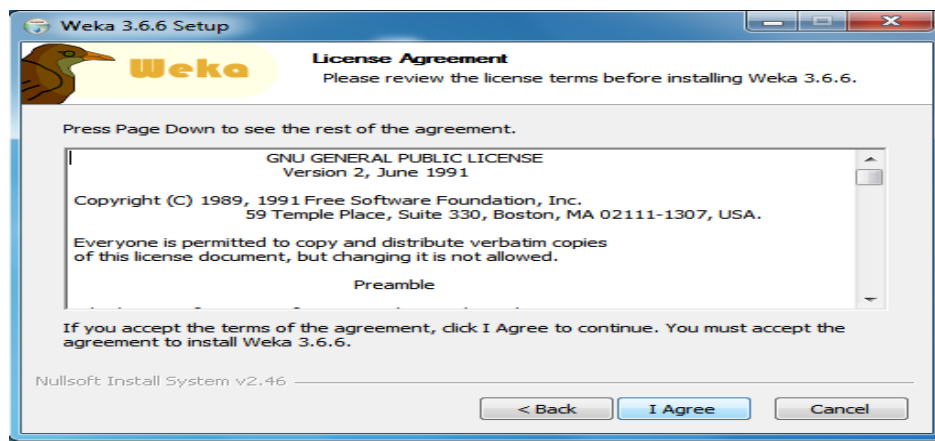 Weka 3.6.6 Setup
Weka
License Agreement
Please review the license terms before installing Weka 3.6.6.
Press Page Down to see the rest of the agreement.
GNU GENERAL PUBLIC LICENSE
Version 2, June 1991
Copyright (C) 1989, 1991 Free Software Foundation, Inc.
59 Temple Place, Suite 330, Boston, MA 02111-1307, USA.
Everyone is permitted to copy and distribute verbatim copies
of this license document, but changing it is not allowed.
Preamble
If you accept the terms of the agreement, click I Agree to continue. You must accept the
agreement to install Weka 3.6.6.
Nullsoft Install System v2.46
< Back
I Agree
Cancel